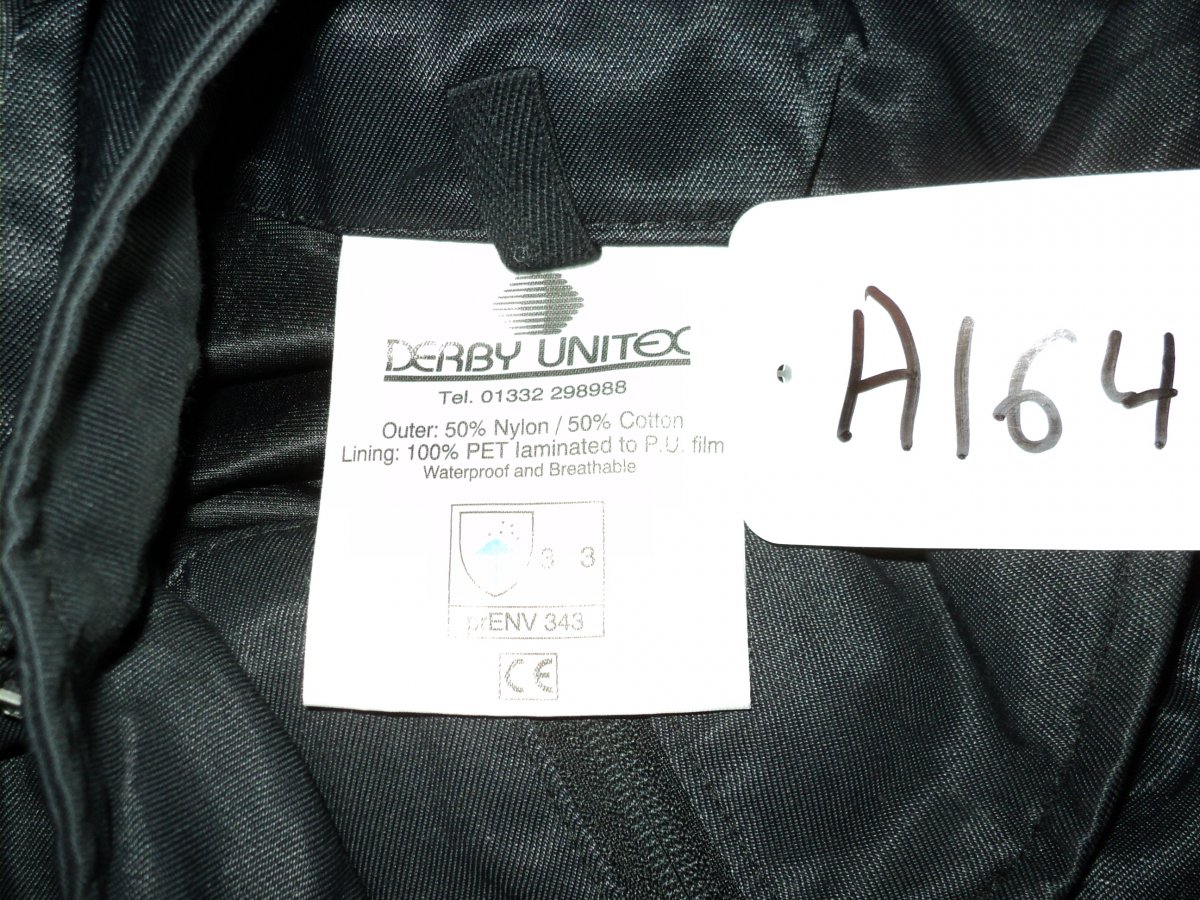 DERBY UNITEX
Tel. 01332 298988
Outer: 50% Nylon / 50% Cotton
Lining: 100% PET laminated to P.U. film
Waterproof and Breathable
3 3
prENV 343
CE
A164